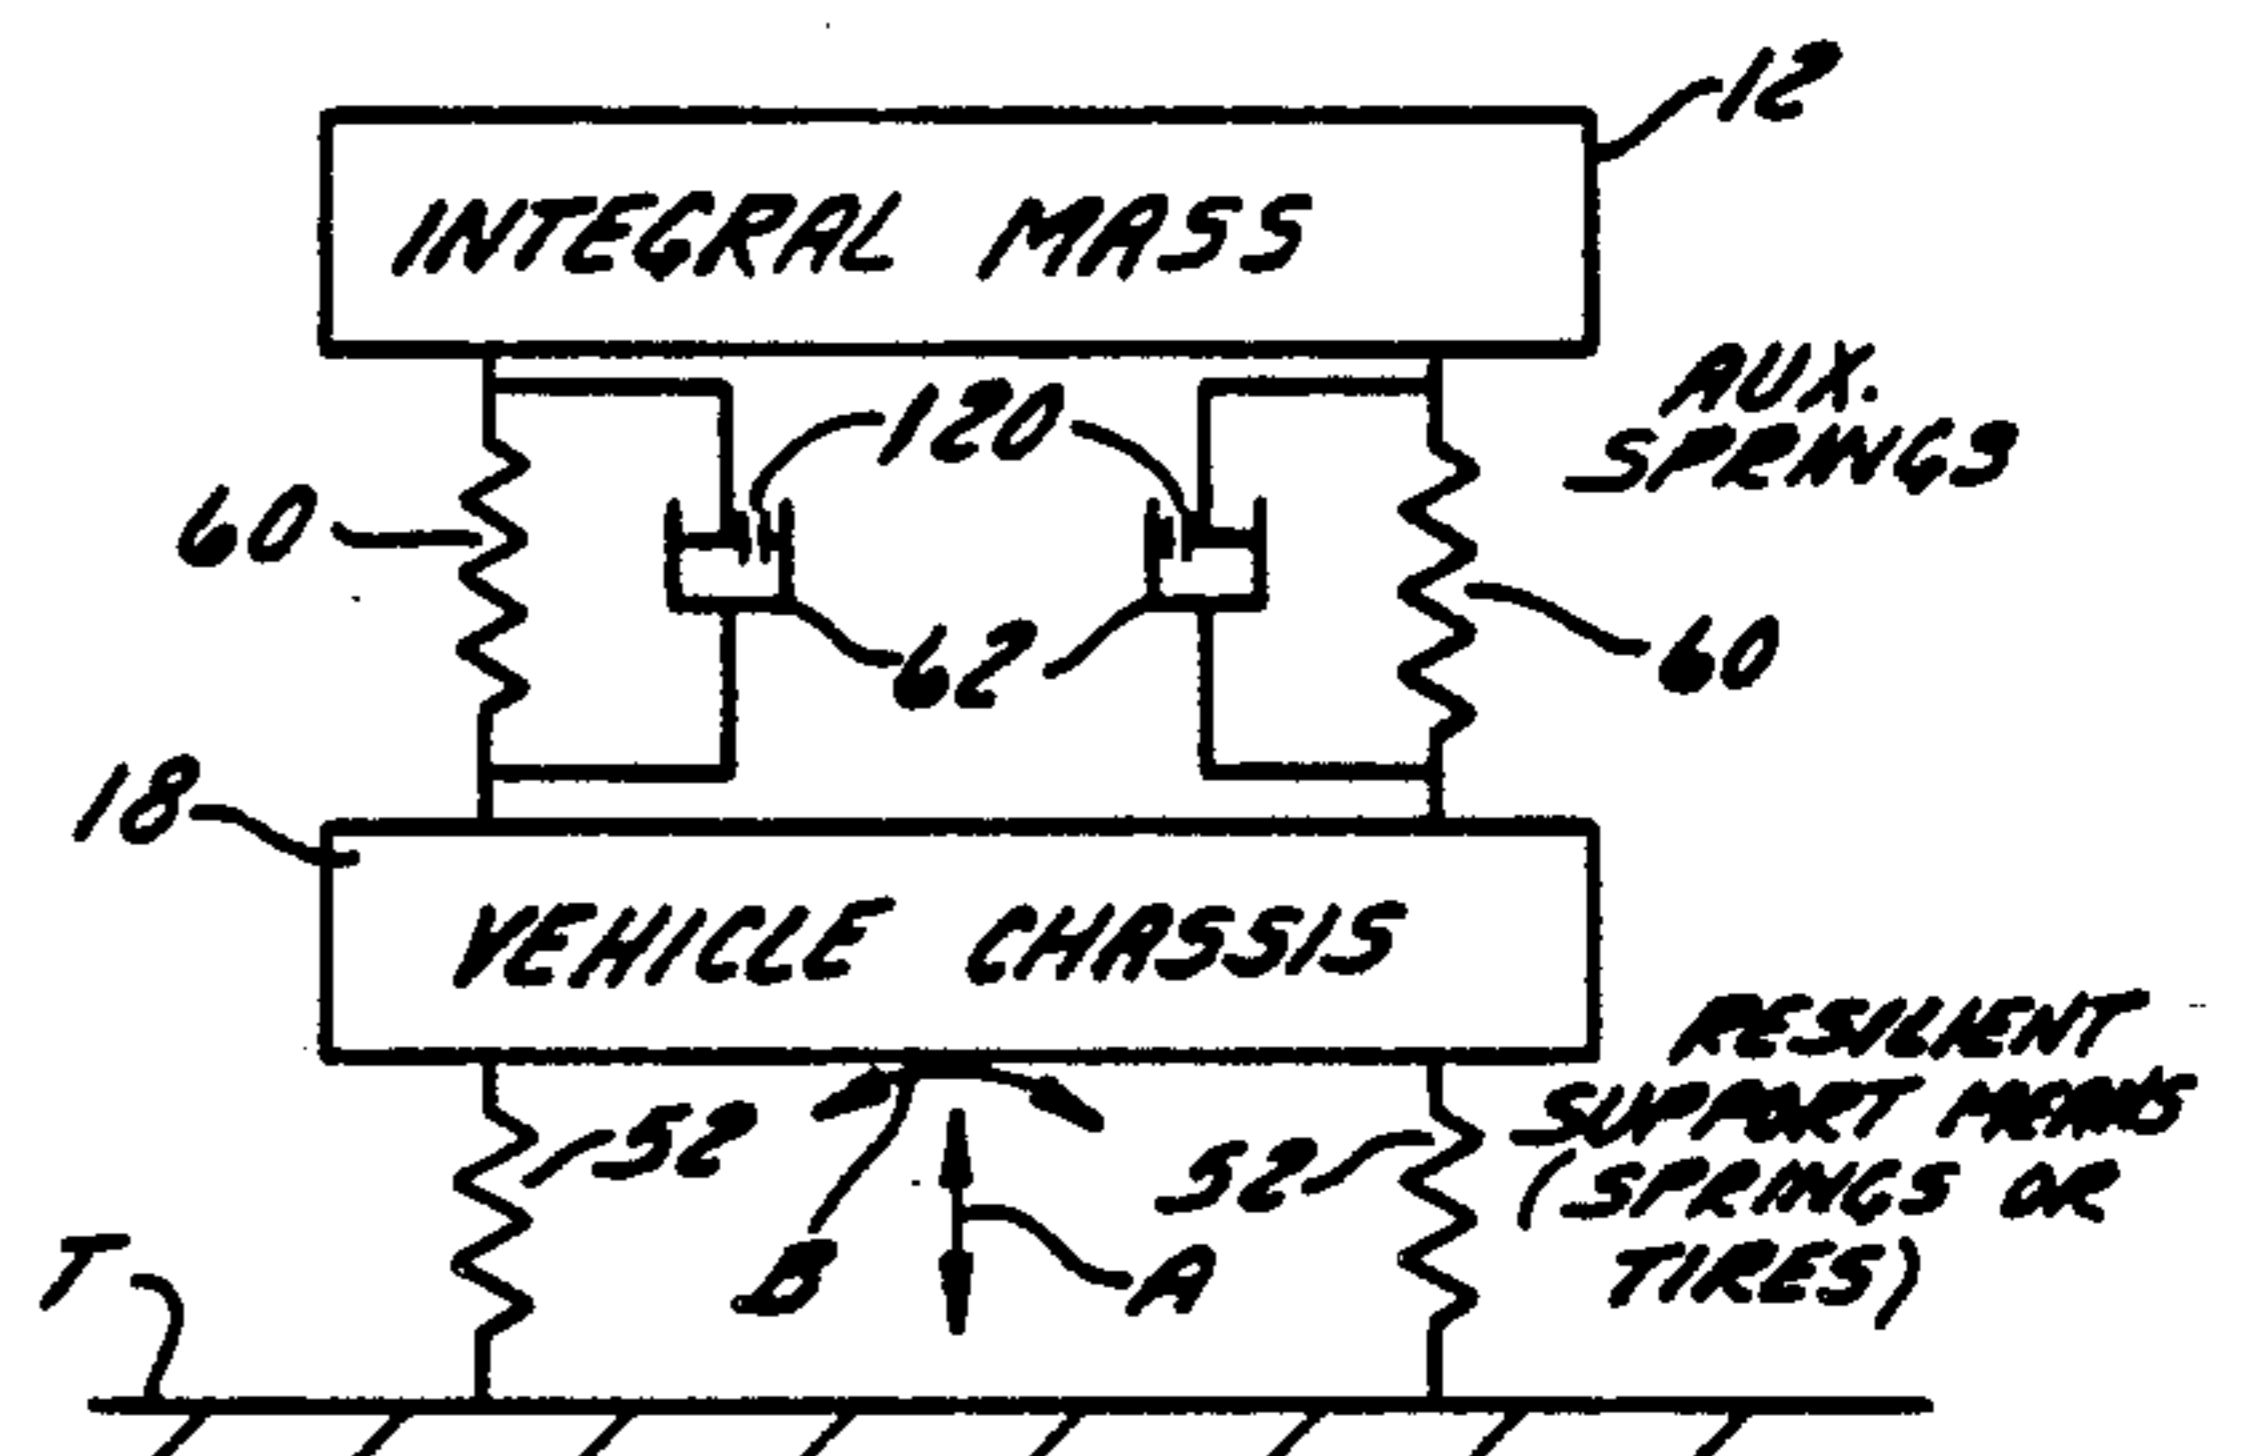 12
INTEGRAL MASS
AUX.
SPRINGS
120
60
62
60
18
VEHICLE CHASSIS
RESILIENT
SUPPORT MEANS
(SPRINGS OR
TIRES)
52
52
B
A
T